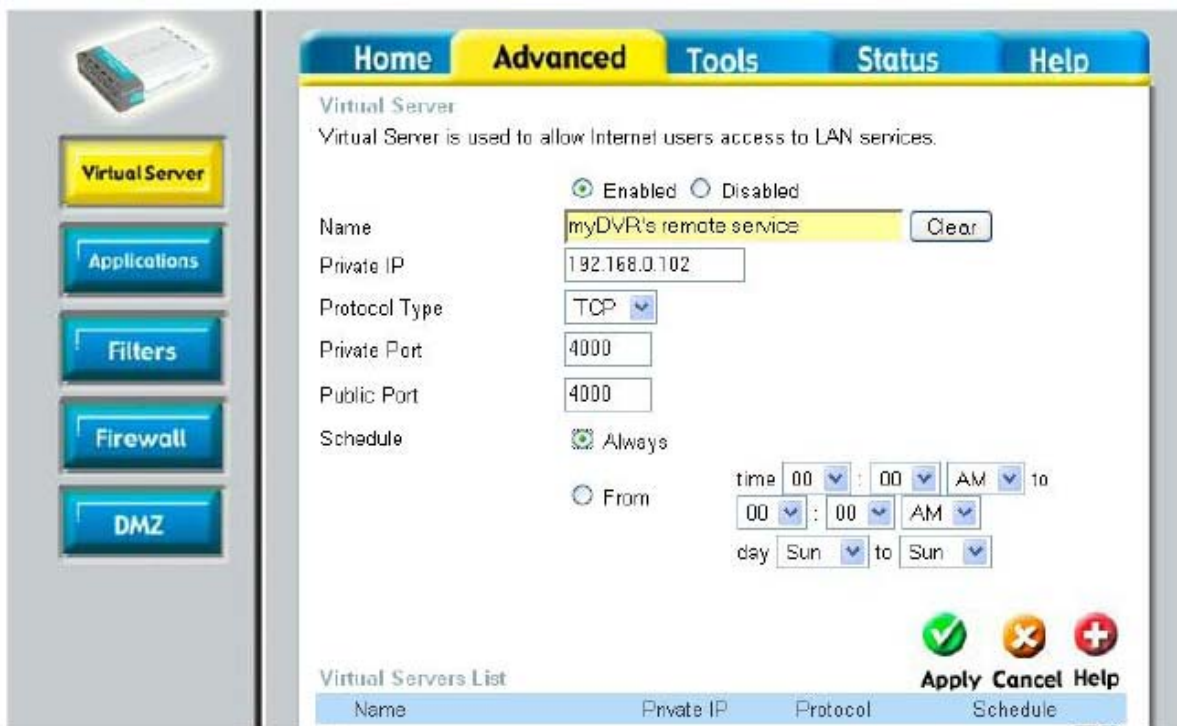 Home Advanced Tools Status Help
Virtual Server
Applications
Filters
Firewall
DMZ
Virtual Server
Virtual Server is used to allow Internet users access to LAN services.
Enabled Disabled
Name myDVR's remote service Clear
Private IP 192.168.0.102
Protocol Type TCP
Private Port 4000
Public Port 4000
Schedule Always
From time 00 : 00 AM to
00 : 00 AM
day Sun to Sun
Apply Cancel Help
Virtual Servers List
Name Private IP Protocol Schedule